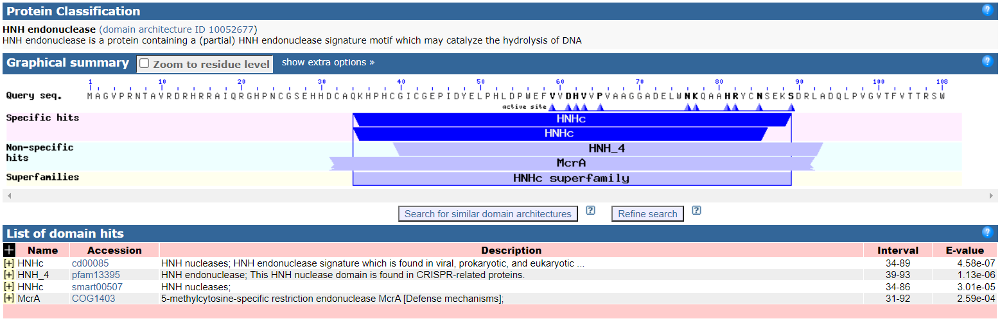 Protein Classification
?
HNH endonuclease (domain architecture ID 10052677)
HNH endonuclease is a protein containing a (partial) HNH endonuclease signature motif which may catalyze the hydrolysis of DNA
Graphical summary Zoom to residue level show extra options » ?
1 10 20 30 40 50 60 70 80 90 100 108
Query seq. MAGVPRNTAVRDRHRRAIQRGHPNCGSEHHDCAQKHPHCGICGEPIDYELPHLDPWEFVVDHVVPVAAGGADELWNKQAAHRYCNSEKSDRLADQLPVGVTFVTTRSW
active site
Specific hits HNHc
HNHc
Non-specific HNH_4
hits McrA
Superfamilies HNHc superfamily
Search for similar domain architectures ? Refine search ?
List of domain hits ?
+ Name Accession Description Interval E-value
[+] HNHc cd00085 HNH nucleases; HNH endonuclease signature which is found in viral, prokaryotic, and eukaryotic ... 34-89 4.58e-07
[+] HNH_4 pfam13395 HNH endonuclease; This HNH nuclease domain is found in CRISPR-related proteins. 39-93 1.13e-06
[+] HNHc smart00507 HNH nucleases; 34-86 3.01e-05
[+] McrA COG1403 5-methylcytosine-specific restriction endonuclease McrA [Defense mechanisms]; 31-92 2.59e-04